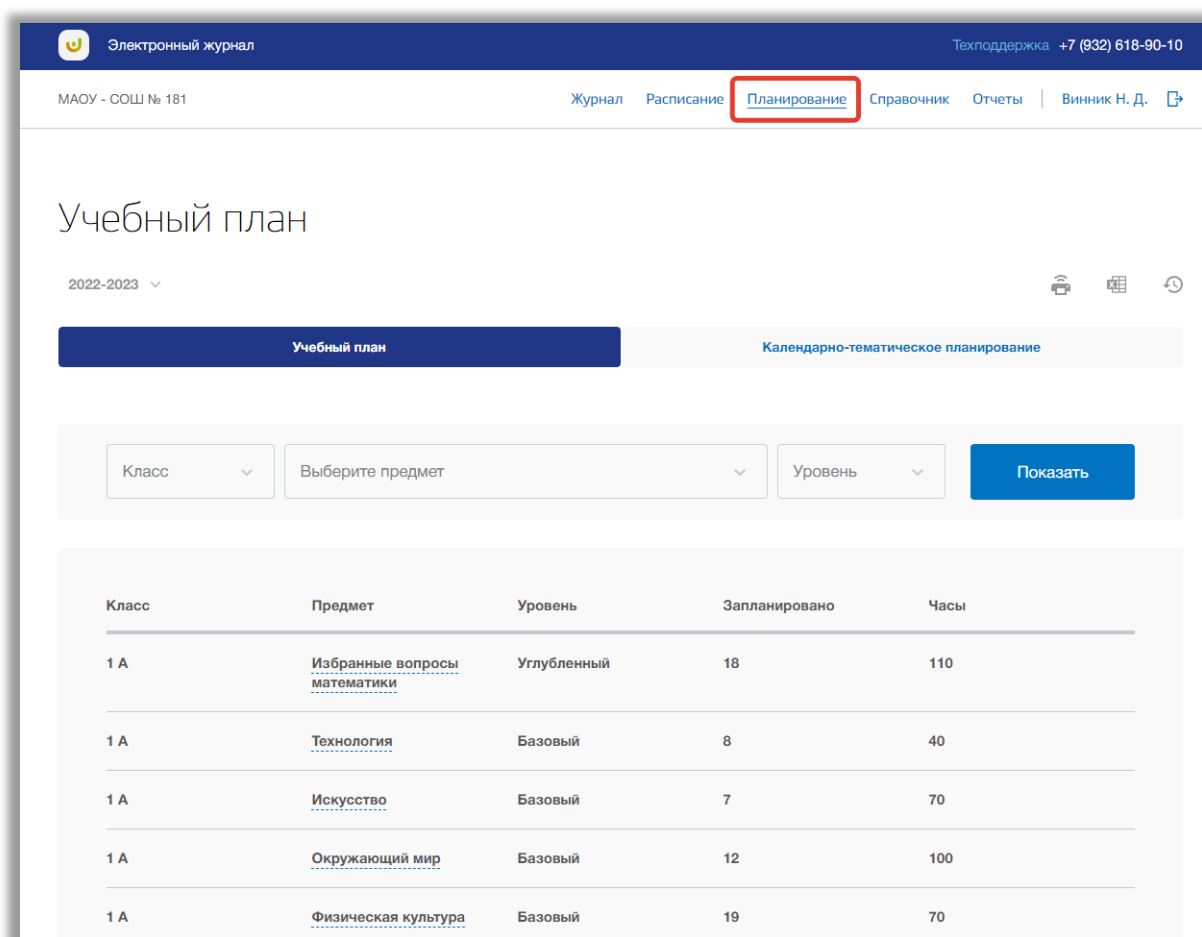 Электронный журнал Техподдержка +7 (932) 618-90-10
МАОУ - СОШ № 181 Журнал Расписание Планирование Справочник Отчеты Винник Н. Д.
Учебный план
2022-2023
Учебный план Календарно-тематическое планирование
Класс Выберите предмет Уровень Показать
Класс Предмет Уровень Запланировано Часы
1 А Избранные вопросы Углубленный 18 110
математики
1 А Технология Базовый 8 40
1 А Искусство Базовый 7 70
1 А Окружающий мир Базовый 12 100
1 А Физическая культура Базовый 19 70